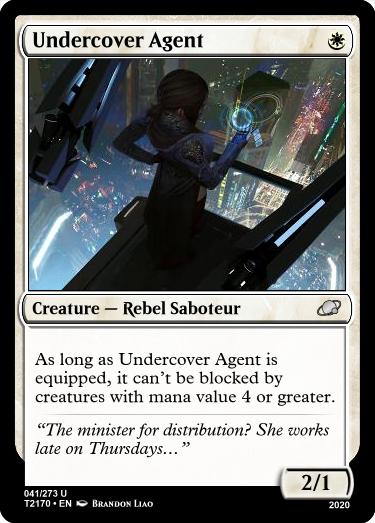 Undercover Agent
Creature — Rebel Saboteur
As long as Undercover Agent is
equipped, it can't be blocked by
creatures with mana value 4 or greater.
“The minister for distribution? She works
late on Thursdays…”
2/1
041/273 U
T2170 • EN Brandon Liao
2020